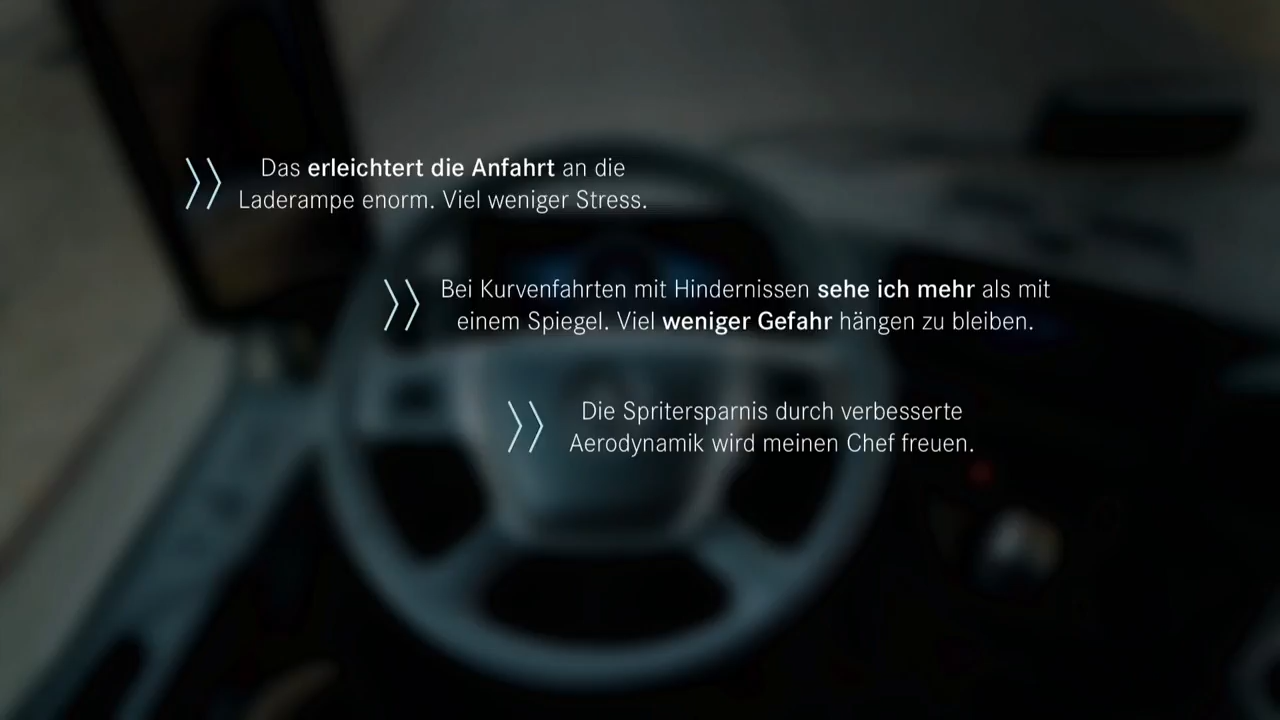 Das erleichtert die Anfahrt an die
Laderampe enorm. Viel weniger Stress.
Bei Kurvenfahrten mit Hindernissen sehe ich mehr als mit
einem Spiegel. Viel weniger Gefahr hängen zu bleiben.
Die Spritersparnis durch verbesserte
Aerodynamik wird meinen Chef freuen.